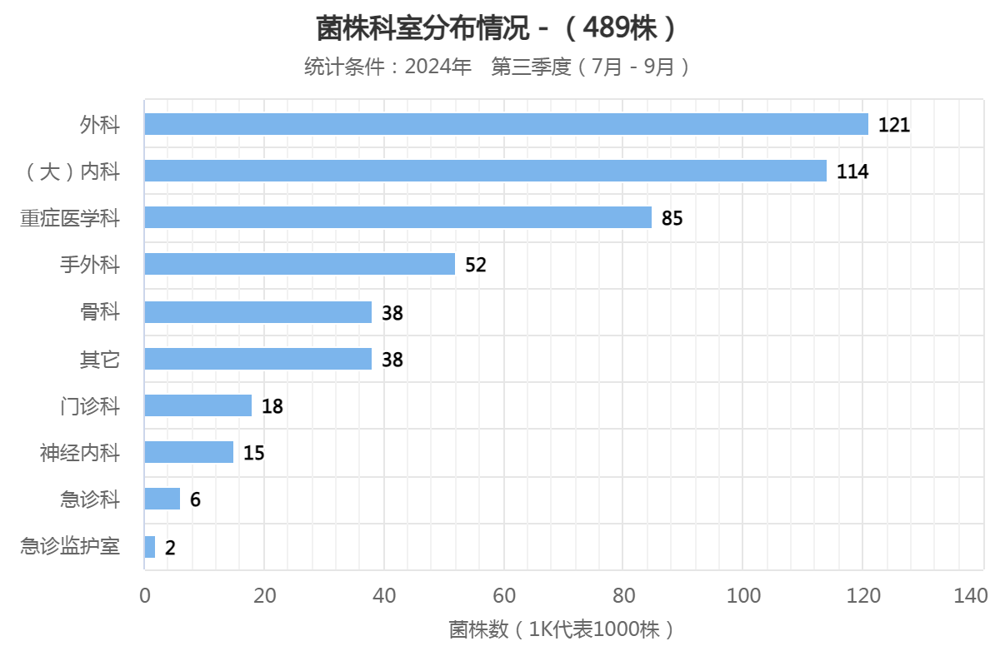 菌株科室分布情况 - （489株）
统计条件：2024年 第三季度（7月 - 9月）
外科 121
（大）内科 114
重症医学科 85
手外科 52
骨科 38
其它 38
门诊科 18
神经内科 15
急诊科 6
急诊监护室 2
0 20 40 60 80 100 120 140
菌株数（1K代表1000株）